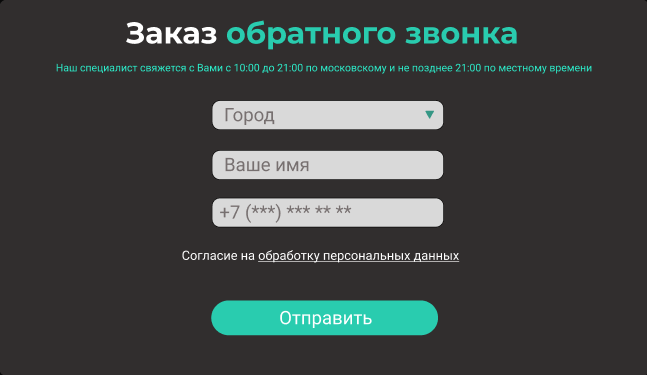 Заказ обратного звонка
Наш специалист свяжется с Вами с 10:00 до 21:00 по московскому и не позднее 21:00 по местному времени
Город
Ваше имя
+7 (***) *** ** **
Согласие на обработку персональных данных
Отправить